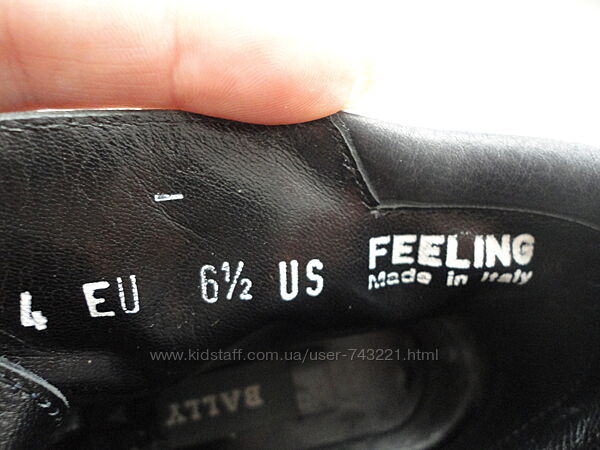 FEELING
Made in Italy
4 EU 6½ US
www.kidstaff.com.ua/user-743221.html
BALLY